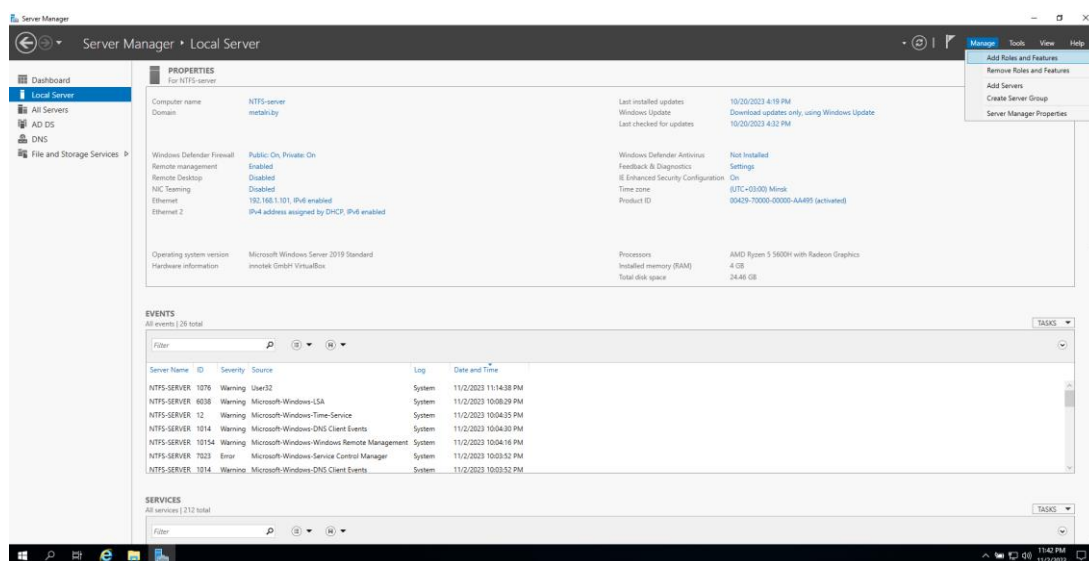 Server Manager
Server Manager • Local Server
Manage Tools View Help
Add Roles and Features
Remove Roles and Features
Add Servers
Create Server Group
Server Manager Properties
Dashboard
Local Server
All Servers
AD DS
DNS
File and Storage Services
PROPERTIES
For NTFS-server
Computer name NTFS-server
Domain metalni.by
Last installed updates 10/20/2023 4:19 PM
Windows Update Download updates only, using Windows Update
Last checked for updates 10/20/2023 4:32 PM
Windows Defender Firewall Public: On, Private: On
Remote management Enabled
Remote Desktop Disabled
NIC Teaming Disabled
Ethernet 192.168.1.101, IPv6 enabled
Ethernet 2 IPv4 address assigned by DHCP, IPv6 enabled
Windows Defender Antivirus Not Installed
Feedback & Diagnostics Settings
IE Enhanced Security Configuration On
Time zone (UTC+03:00) Minsk
Product ID 00429-70000-00000-AA495 (activated)
Operating system version Microsoft Windows Server 2019 Standard
Hardware information innotek GmbH VirtualBox
Processors AMD Ryzen 5 5600H with Radeon Graphics
Installed memory (RAM) 4 GB
Total disk space 24.46 GB
EVENTS
All events | 26 total
TASKS
Filter
Server Name ID Severity Source Log Date and Time
NTFS-SERVER 1076 Warning User32 System 11/2/2023 11:14:38 PM
NTFS-SERVER 6038 Warning Microsoft-Windows-LSA System 11/2/2023 10:08:29 PM
NTFS-SERVER 12 Warning Microsoft-Windows-Time-Service System 11/2/2023 10:04:35 PM
NTFS-SERVER 1014 Warning Microsoft-Windows-DNS Client Events System 11/2/2023 10:04:30 PM
NTFS-SERVER 10154 Warning Microsoft-Windows-Windows Remote Management System 11/2/2023 10:04:16 PM
NTFS-SERVER 7023 Error Microsoft-Windows-Service Control Manager System 11/2/2023 10:03:52 PM
NTFS-SERVER 1014 Warning Microsoft-Windows-DNS Client Events System 11/2/2023 10:03:52 PM
SERVICES
All services | 212 total
TASKS
Filter
11:42 PM
11/2/2023